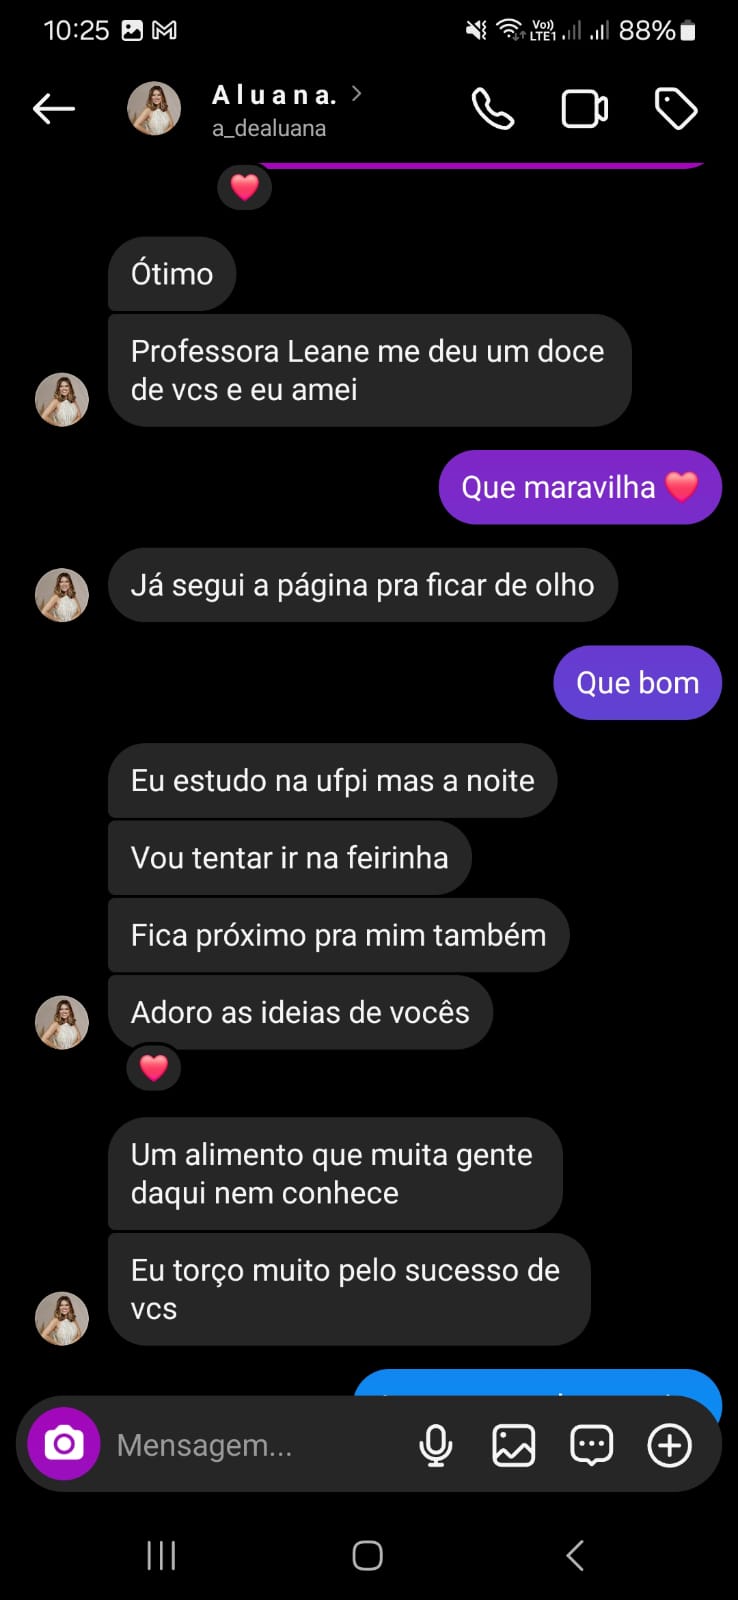 10:25
Vo))
LTE1
88%
Aluana.
a_dealuana
Ótimo
Professora Leane me deu um doce
de vcs e eu amei
Que maravilha ❤️
Já segui a página pra ficar de olho
Que bom
Eu estudo na ufpi mas a noite
Vou tentar ir na feirinha
Fica próximo pra mim também
Adoro as ideias de vocês
Um alimento que muita gente
daqui nem conhece
Eu torço muito pelo sucesso de
vcs
Mensagem...